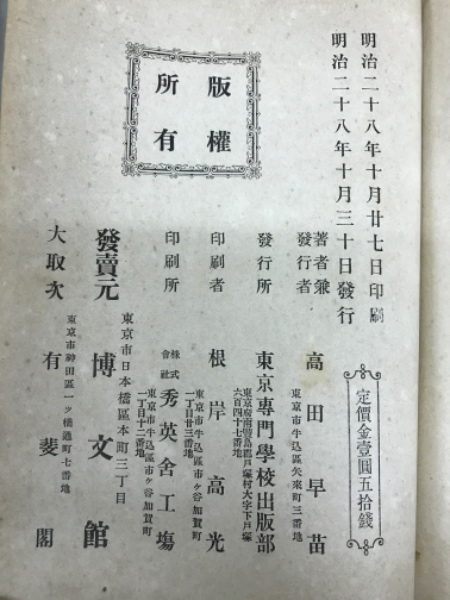 明治二十八年十月廿七日印刷
明治二十八年十月三十日發行
版權
所有
定價金壹圓五拾錢
著者兼
發行者
高田早苗
東京市牛込區矢來町三番地
發行所
東京專門學校出版部
東京府南豐島郡戸塚村大字下戸塚
六百四十七番地
印刷者
根岸高光
東京市牛込區市ヶ谷加賀町
一丁目廿三番地
印刷所
株式
會社
秀英舍工場
東京市牛込區市ヶ谷加賀町
一丁目十二番地
東京市日本橋區本町三丁目
發賣元
博文館
東京市神田區一ツ橋通町七番地
大取次
有斐閣